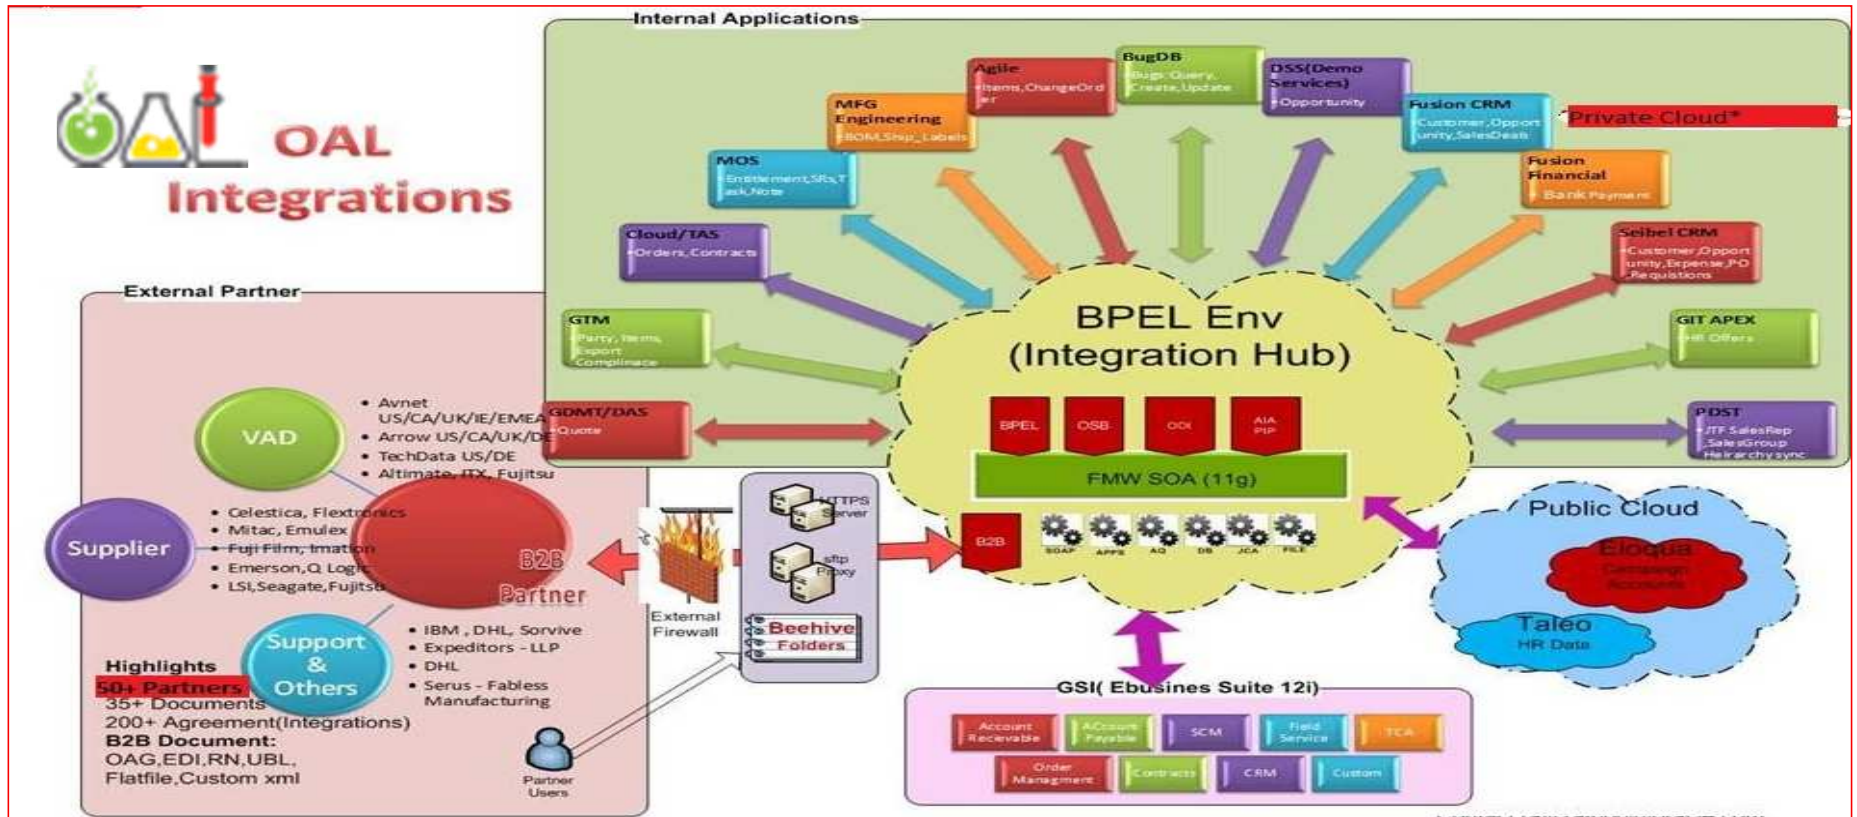 Internal Applications
OAL
Integrations
BugDB
Bugs:Query,
Create,Update
Agile
Items,ChangeOrd
er
DSS(Demo
Services)
Opportunity
MFG
Engineering
BOM,Ship_Labels
Fusion CRM
Customer,Opport
unity,SalesDeals
Private Cloud*
MOS
Entitlement,SRs,T
ask,Note
Fusion
Financial
Bank Payment
Cloud/TAS
Orders,Contracts
Seibel CRM
Customer,Opport
unity,Expense,PO
,Requistions
GTM
Party, Items,
Export
Complinace
GIT APEX
HR Offers
GDMT/DAS
Quote
PDST
JTF SalesRep
,SalesGroup
Heirarchy sync
BPEL Env
(Integration Hub)
BPEL
OSB
ODI
AIA
PIP
FMW SOA (11g)
B2B
SOAP
APPS
AQ
DB
JCA
FILE
External Partner
VAD
• Avnet
US/CA/UK/IE/EMEA
• Arrow US/CA/UK/DE
• TechData US/DE
• Altimate, ITX, Fujitsu
Supplier
• Celestica, Flextronics
• Mitac, Emulex
• Fuji Film, Imation
• Emerson,Q Logic
• LSI,Seagate,Fujitsu
B2B
Partner
Support
&
Others
• IBM , DHL, Sorvive
• Expeditors - LLP
• DHL
• Serus - Fabless
Manufacturing
Highlights
50+ Partners
35+ Documents
200+ Agreement(Integrations)
B2B Document:
OAG,EDI,RN,UBL,
Flatfile,Custom xml
Partner
Users
External
Firewall
HTTPS
Server
sftp
Proxy
Beehive
Folders
Public Cloud
Eloqua
Campaign
Accounts
Taleo
HR Data
GSI( Ebusines Suite 12i)
Account
Recievable
ACcount
Payable
SCM
Field
Service
TCA
Order
Managment
Contracts
CRM
Custom